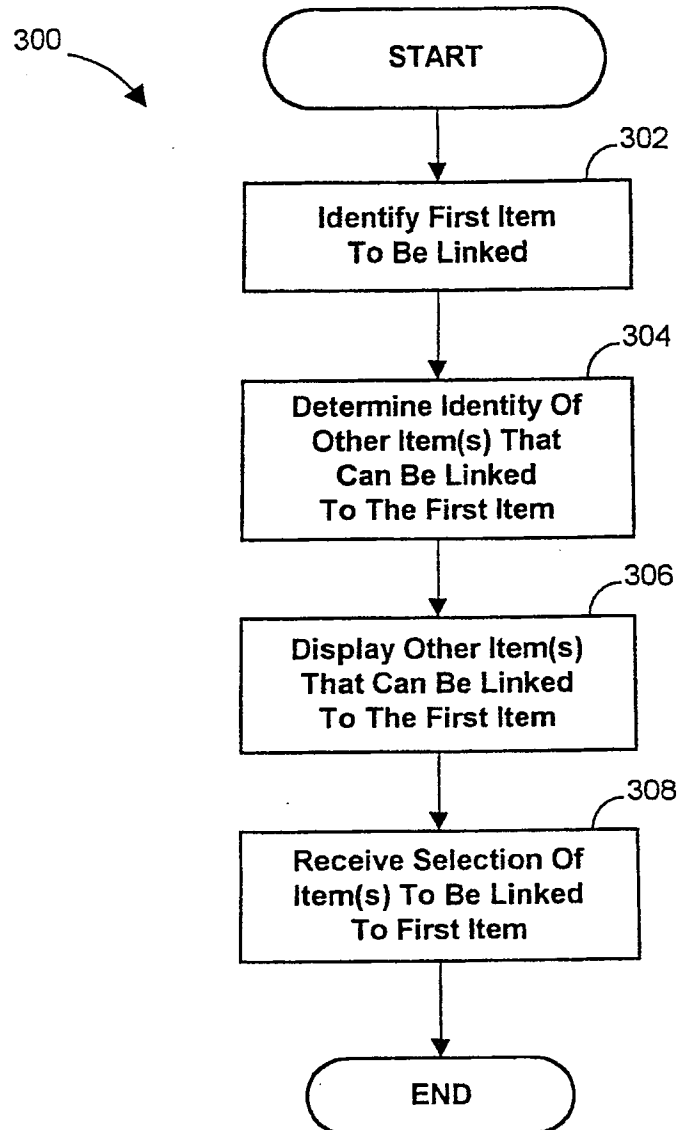 300
START
302
Identify First Item
To Be Linked
304
Determine Identity Of
Other Item(s) That
Can Be Linked
To The First Item
306
Display Other Item(s)
That Can Be Linked
To The First Item
308
Receive Selection Of
Item(s) To Be Linked
To First Item
END